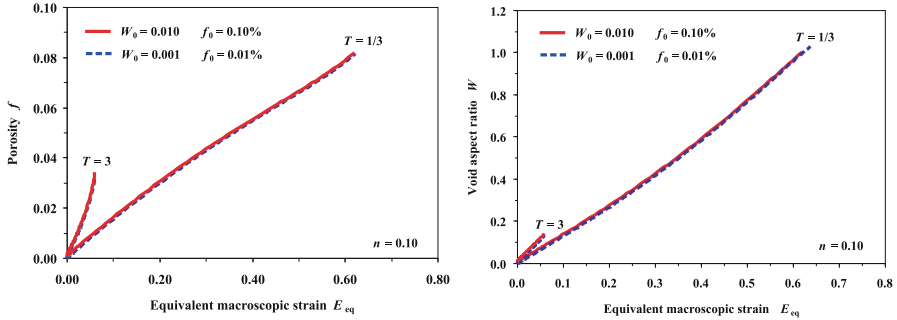 0.10
W₀ = 0.010 f₀ = 0.10%
W₀ = 0.001 f₀ = 0.01%
T = 1/3
0.08
0.06
Porosity f
T = 3
0.04
0.02
n = 0.10
0.00
0.00 0.20 0.40 0.60 0.80
Equivalent macroscopic strain E eq
1.2
W₀ = 0.010 f₀ = 0.10%
W₀ = 0.001 f₀ = 0.01%
T = 1/3
1.0
0.8
Void aspect ratio W
0.6
0.4
0.2
T = 3
n = 0.10
0.0
0.0 0.1 0.2 0.3 0.4 0.5 0.6 0.7 0.8
Equivalent macroscopic strain E eq